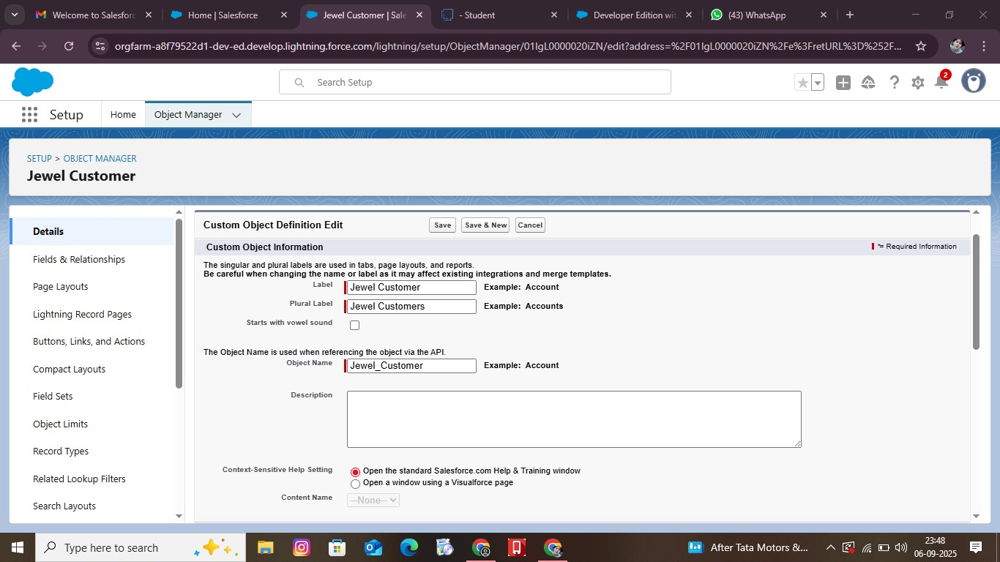 Welcome to Salesforc
Home | Salesforce
Jewel Customer | Sale
- Student
Developer Edition wit
(43) WhatsApp
orgfarm-a8f79522d1-dev-ed.develop.lightning.force.com/lightning/setup/ObjectManager/01IgL0000020iZN/edit?address=%2F01IgL0000020iZN%2Fe%3FretURL%3D%252F...
Search Setup
2
Setup
Home
Object Manager
SETUP > OBJECT MANAGER
Jewel Customer
Details
Fields & Relationships
Page Layouts
Lightning Record Pages
Buttons, Links, and Actions
Compact Layouts
Field Sets
Object Limits
Record Types
Related Lookup Filters
Search Layouts
Custom Object Definition Edit
Save
Save & New
Cancel
Custom Object Information
= Required Information
The singular and plural labels are used in tabs, page layouts, and reports.
Be careful when changing the name or label as it may affect existing integrations and merge templates.
Label Jewel Customer Example: Account
Plural Label Jewel Customers Example: Accounts
Starts with vowel sound
The Object Name is used when referencing the object via the API.
Object Name Jewel_Customer Example: Account
Description
Context-Sensitive Help Setting Open the standard Salesforce.com Help & Training window
Open a window using a Visualforce page
Content Name --None--
Type here to search
After Tata Motors &...
23:48
06-09-2025